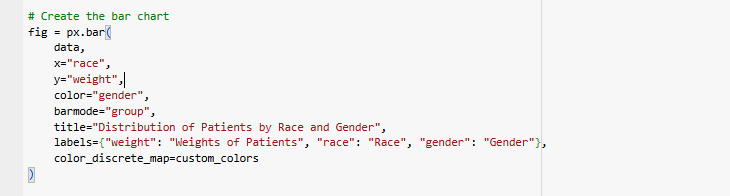 # Create the bar chart
fig = px.bar(
    data,
    x="race",
    y="weight",
    color="gender",
    barmode="group",
    title="Distribution of Patients by Race and Gender",
    labels={"weight": "Weights of Patients", "race": "Race", "gender": "Gender"},
    color_discrete_map=custom_colors
)